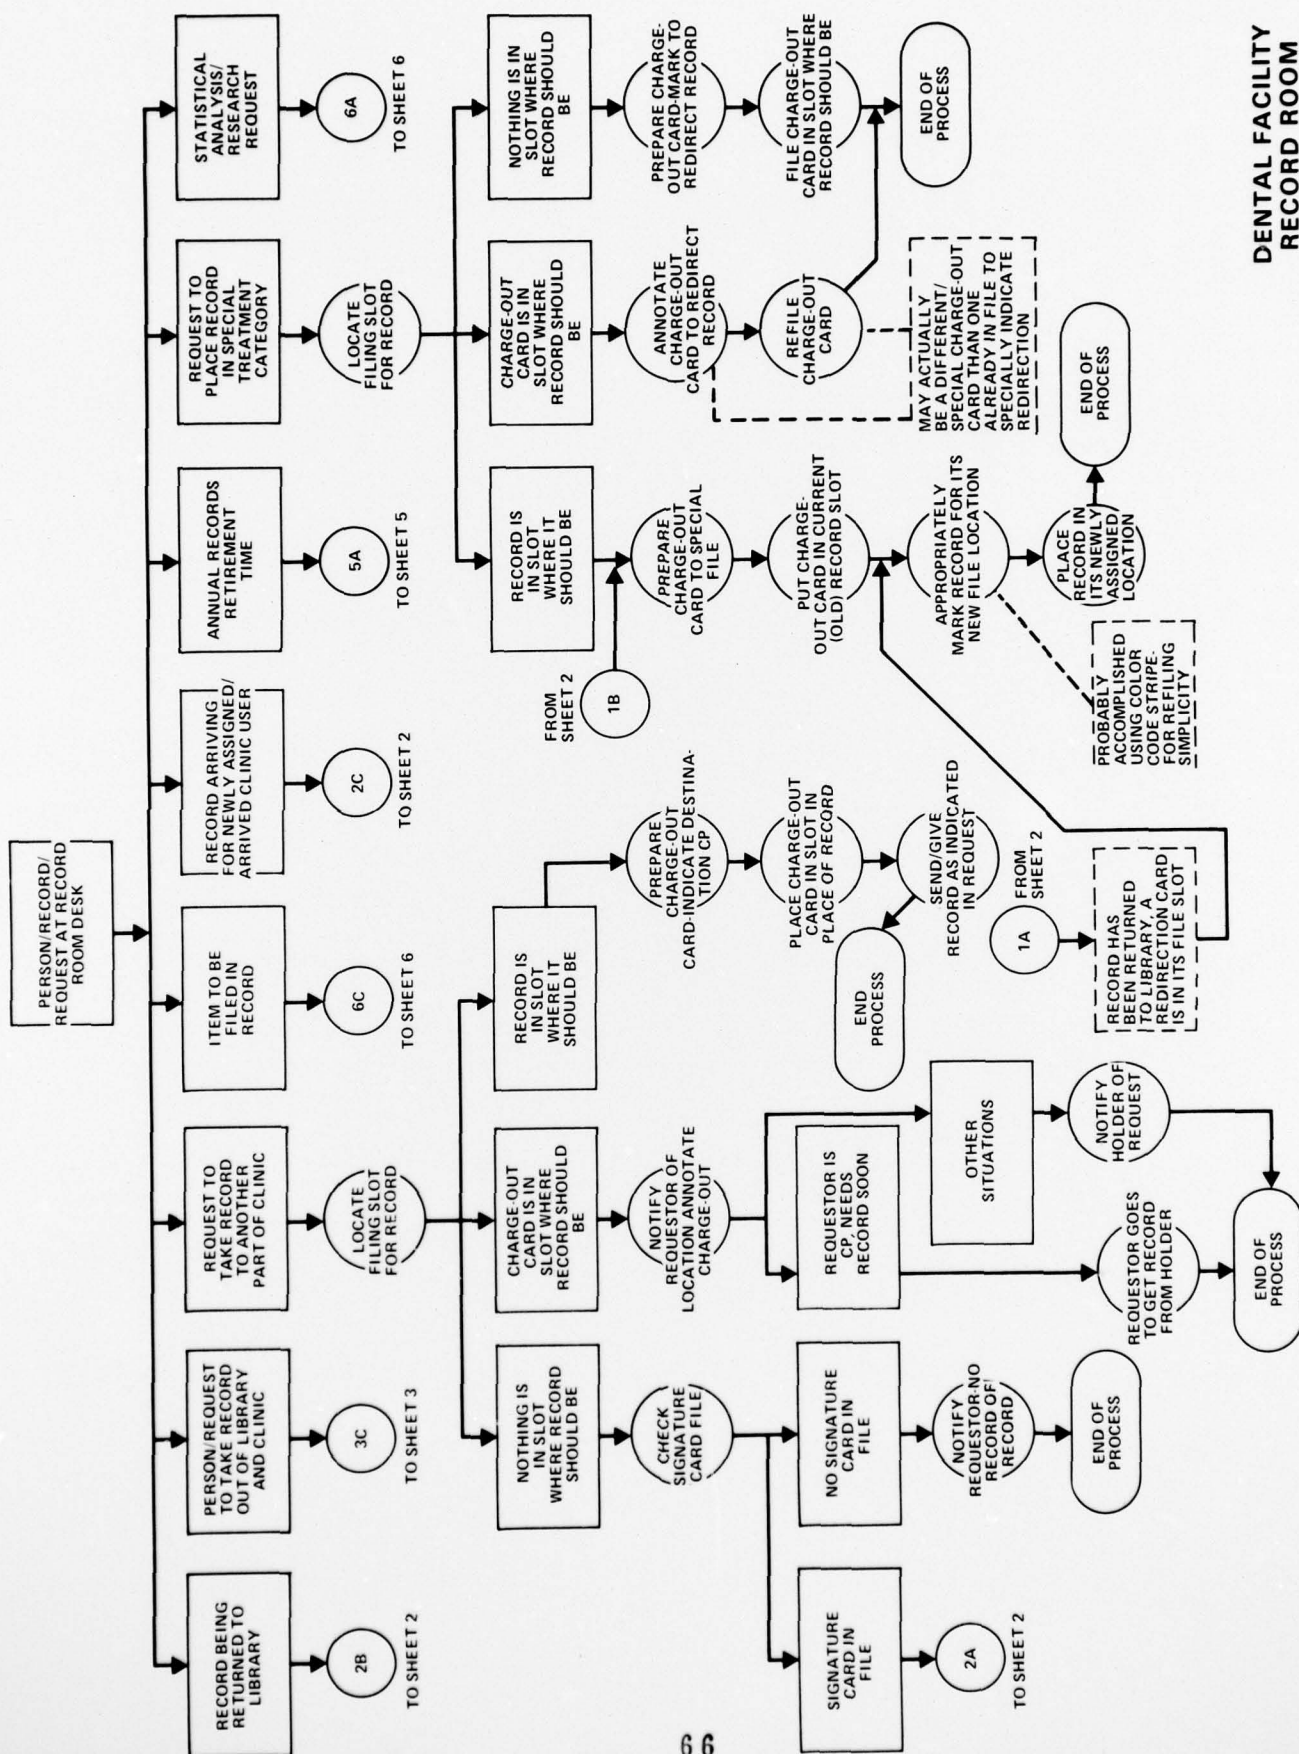 PERSON/RECORD/
REQUEST AT RECORD
ROOM DESK
RECORD BEING
RETURNED TO
LIBRARY
2B
TO SHEET 2
PERSON/REQUEST
TO TAKE RECORD
OUT OF LIBRARY
AND CLINIC
3C
TO SHEET 3
REQUEST TO
TAKE RECORD
TO ANOTHER
PART OF CLINIC
LOCATE
FILING SLOT
FOR RECORD
ITEM TO BE
FILED IN
RECORD
6C
TO SHEET 6
RECORD ARRIVING
FOR NEWLY ASSIGNED/
ARRIVED CLINIC USER
2C
TO SHEET 2
ANNUAL RECORDS
RETIREMENT
TIME
5A
TO SHEET 5
REQUEST TO
PLACE RECORD
IN SPECIAL
TREATMENT
CATEGORY
LOCATE
FILING SLOT
FOR RECORD
STATISTICAL
ANALYSIS/
RESEARCH
REQUEST
6A
TO SHEET 6
NOTHING IS
IN SLOT
WHERE RECORD
SHOULD BE
CHECK
SIGNATURE
CARD FILE
SIGNATURE
CARD IN
FILE
2A
TO SHEET 2
NO SIGNATURE
CARD IN
FILE
NOTIFY
REQUESTOR-NO
RECORD OF
RECORD
END OF
PROCESS
CHARGE-OUT
CARD IS IN
SLOT WHERE
RECORD SHOULD
BE
NOTIFY
REQUESTOR OF
LOCATION ANNOTATE
CHARGE-OUT
REQUESTOR IS
CP, NEEDS
RECORD SOON
REQUESTOR GOES
TO GET RECORD
FROM HOLDER
OTHER
SITUATIONS
NOTIFY
HOLDER OF
REQUEST
END OF
PROCESS
RECORD IS
IN SLOT
WHERE IT
SHOULD BE
PREPARE
CHARGE-OUT
CARD-INDICATE DESTINA-
TION CP
PLACE CHARGE-OUT
CARD IN SLOT IN
PLACE OF RECORD
SEND/GIVE
RECORD AS INDICATED
IN REQUEST
END
PROCESS
1A
FROM
SHEET 2
RECORD HAS
BEEN RETURNED
TO LIBRARY, A
REDIRECTION CARD
IS IN ITS FILE SLOT
RECORD IS
IN SLOT
WHERE IT
SHOULD BE
FROM
SHEET 2
1B
PREPARE
CHARGE-OUT
CARD TO SPECIAL
FILE
PUT CHARGE-
OUT CARD IN CURRENT
(OLD) RECORD SLOT
APPROPRIATELY
MARK RECORD FOR ITS
NEW FILE LOCATION
PROBABLY
ACCOMPLISHED
USING COLOR
CODE STRIPE-
FOR REFILING
SIMPLICITY
PLACE
RECORD IN
ITS NEWLY
ASSIGNED
LOCATION
END OF
PROCESS
CHARGE-OUT
CARD IS IN
SLOT WHERE
RECORD SHOULD
BE
ANNOTATE
CHARGE-OUT
CARD TO REDIRECT
RECORD
REFILE
CHARGE-OUT
CARD
MAY ACTUALLY
BE A DIFFERENT/
SPECIAL CHARGE-OUT
CARD THAN ONE
ALREADY IN FILE TO
SPECIALLY INDICATE
REDIRECTION
NOTHING IS IN
SLOT WHERE
RECORD SHOULD
BE
PREPARE CHARGE-
OUT CARD-MARK TO
REDIRECT RECORD
FILE CHARGE-OUT
CARD IN SLOT WHERE
RECORD SHOULD BE
END OF
PROCESS
DENTAL FACILITY
RECORD ROOM
66